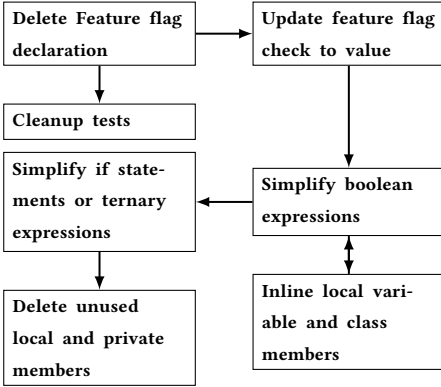 Delete Feature flag
declaration
Update feature flag
check to value
Cleanup tests
Simplify if state-
ments or ternary
expressions
Simplify boolean
expressions
Delete unused
local and private
members
Inline local vari-
able and class
members